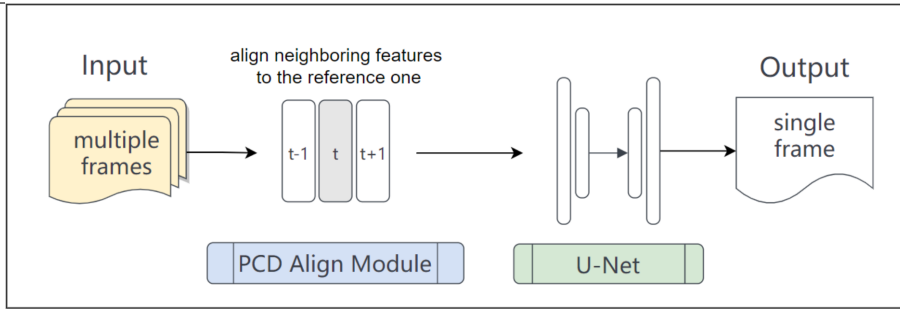 Input
multiple
frames
align neighboring features
to the reference one
t-1
t
t+1
PCD Align Module
U-Net
Output
single
frame